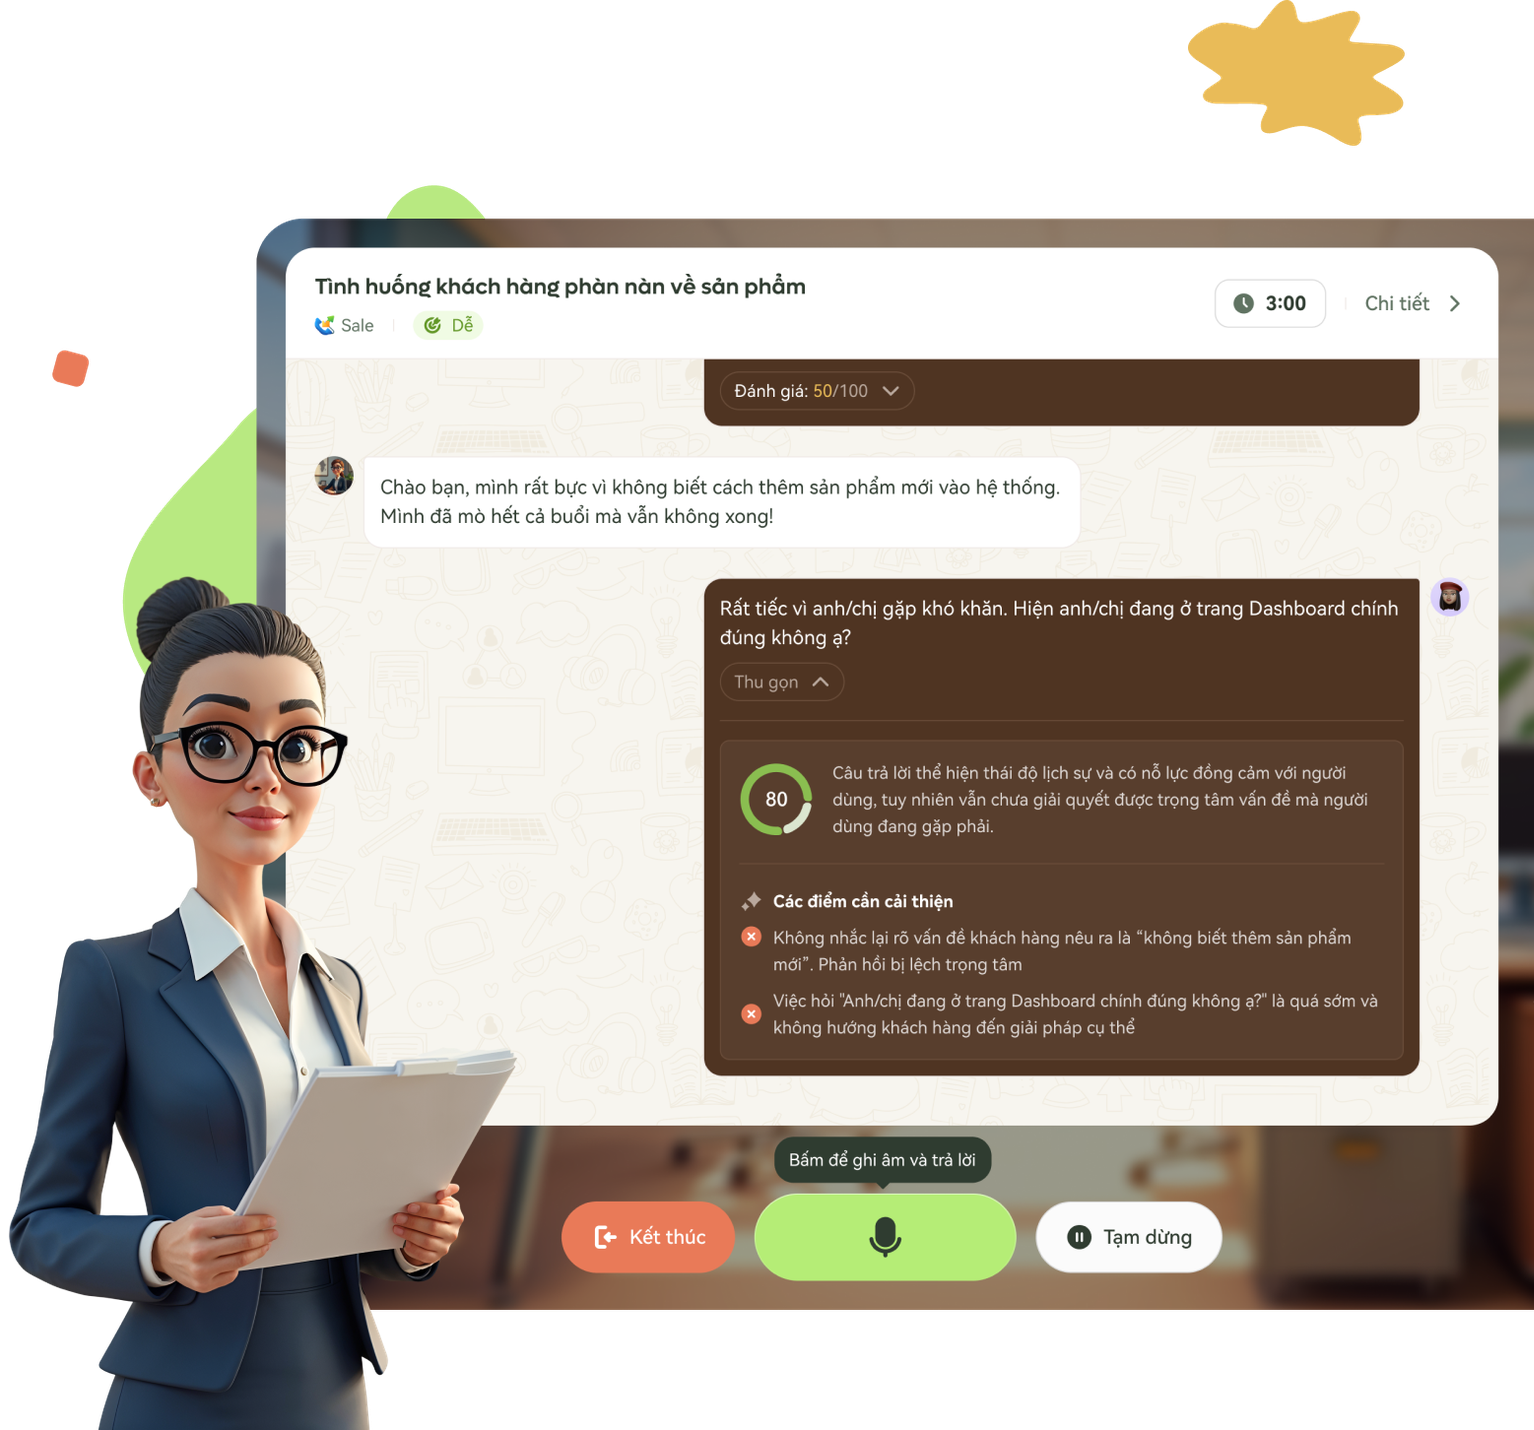 Tình huống khách hàng phàn nàn về sản phẩm
Sale
Dễ
3:00
Chi tiết
Đánh giá: 50/100
Chào bạn, mình rất bực vì không biết cách thêm sản phẩm mới vào hệ thống.
Mình đã mò hết cả buổi mà vẫn không xong!
Rất tiếc vì anh/chị gặp khó khăn. Hiện anh/chị đang ở trang Dashboard chính
đúng không ạ?
Thu gọn
80
Câu trả lời thể hiện thái độ lịch sự và có nỗ lực đồng cảm với người
dùng, tuy nhiên vẫn chưa giải quyết được trọng tâm vấn đề mà người
dùng đang gặp phải.
Các điểm cần cải thiện
Không nhắc lại rõ vấn đề khách hàng nêu ra là “không biết thêm sản phẩm
mới”. Phản hồi bị lệch trọng tâm
Việc hỏi "Anh/chị đang ở trang Dashboard chính đúng không ạ?" là quá sớm và
không hướng khách hàng đến giải pháp cụ thể
Bấm để ghi âm và trả lời
Kết thúc
Tạm dừng